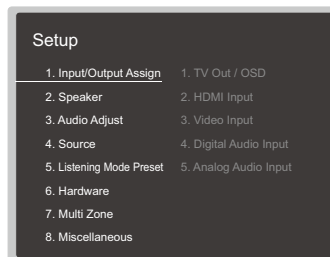 Setup
1. Input/Output Assign
2. Speaker
3. Audio Adjust
4. Source
5. Listening Mode Preset
6. Hardware
7. Multi Zone
8. Miscellaneous
1. TV Out / OSD
2. HDMI Input
3. Video Input
4. Digital Audio Input
5. Analog Audio Input